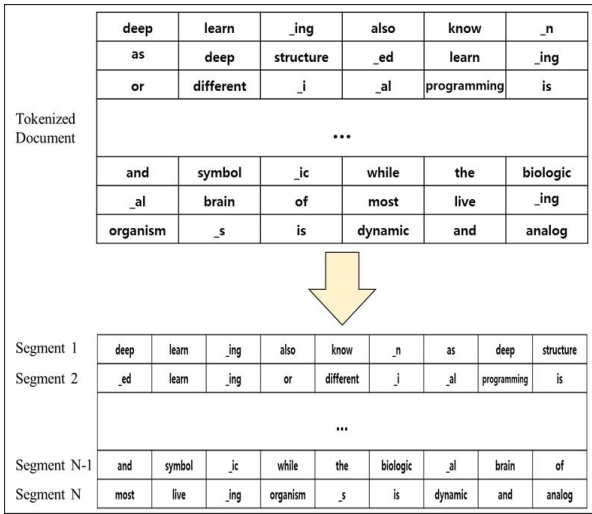 deep learn _ing also know _n
as deep structure _ed learn _ing
or different _i _al programming is
Tokenized
Document
...
and symbol _ic while the biologic
_al brain of most live _ing
organism _s is dynamic and analog
Segment 1 deep learn _ing also know _n as deep structure
Segment 2 _ed learn _ing or different _i _al programming is
...
Segment N-1 and symbol _ic while the biologic _al brain of
Segment N most live _ing organism _s is dynamic and analog